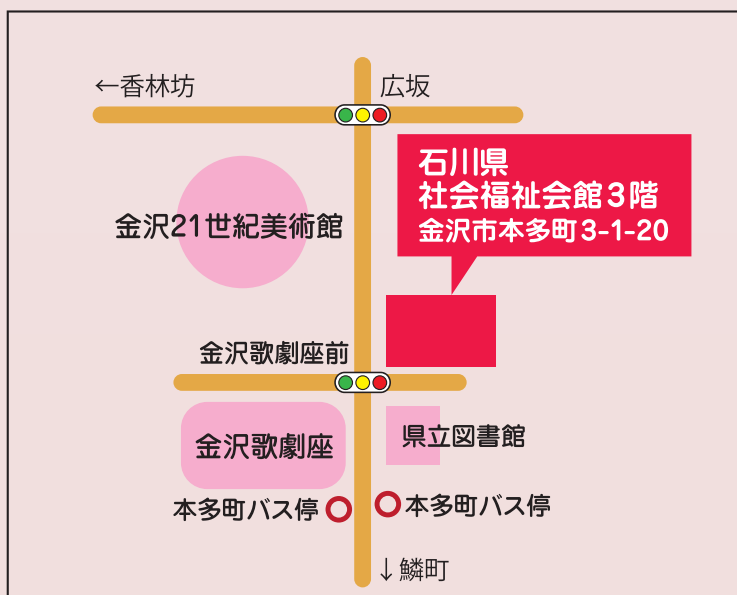 ←香林坊
広坂
石川県
社会福祉会館3階
金沢市本多町3-1-20
金沢21世紀美術館
金沢歌劇座前
金沢歌劇座
県立図書館
本多町バス停
本多町バス停
↓鱗町